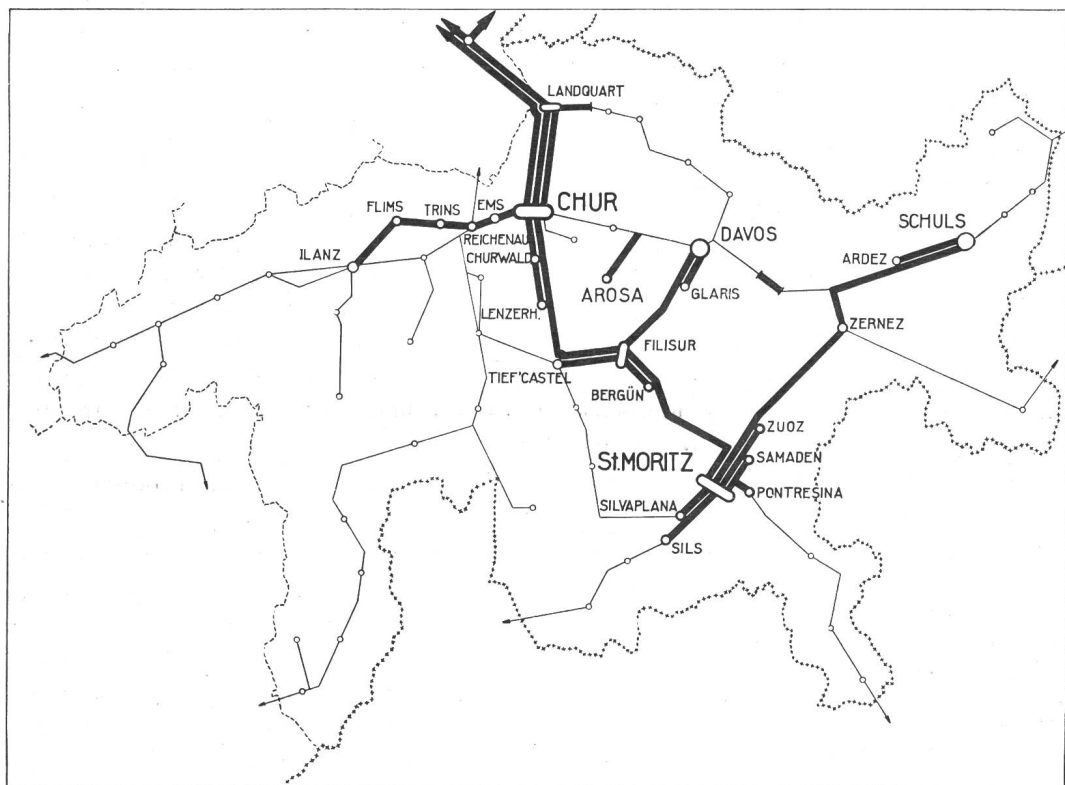 LANDQUART
CHUR
FLIMS
TRINS
EMS
REICHENAU
CHURWALD
ILANZ
DAVOS
SCHULS
ARDEZ
AROSA
GLARIS
LENZERH.
ZERNEZ
FILISUR
TIEF'CASTEL
BERGÜN
ZUOZ
St.MORITZ
SAMADEN
PONTRESINA
SILVAPLANA
SILS